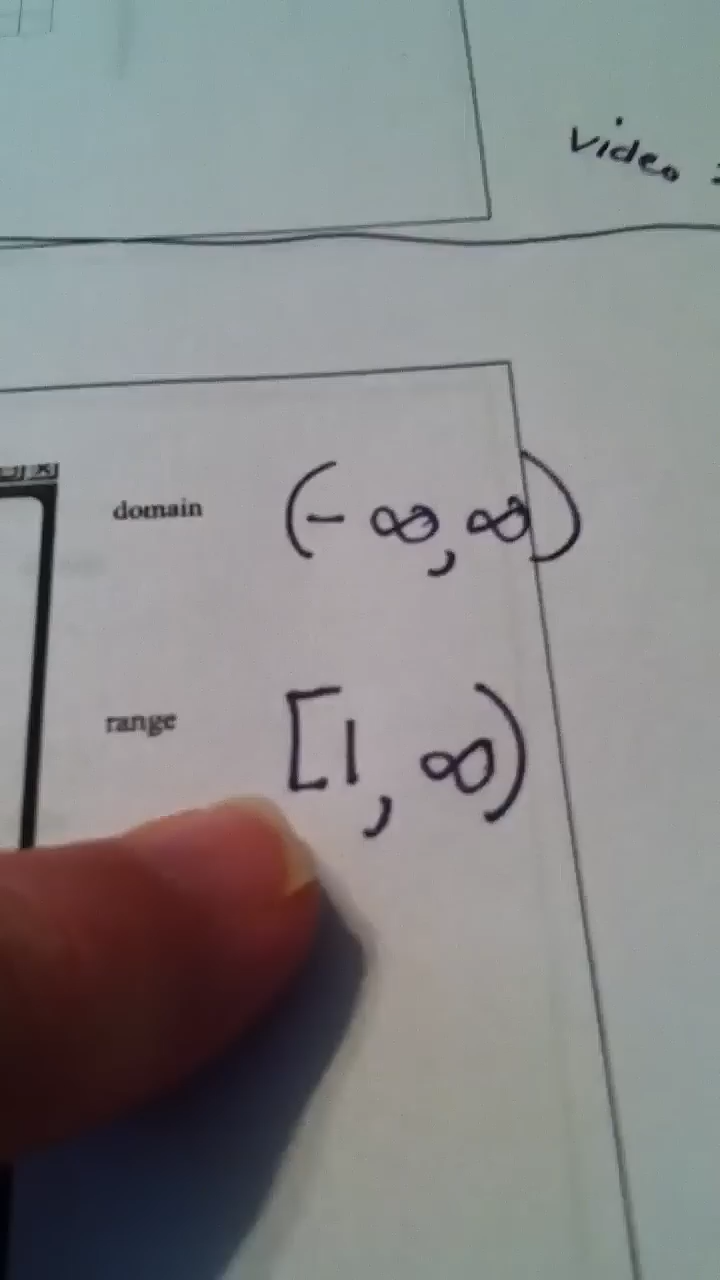 video
domain (-∞, ∞)
range [1, ∞)